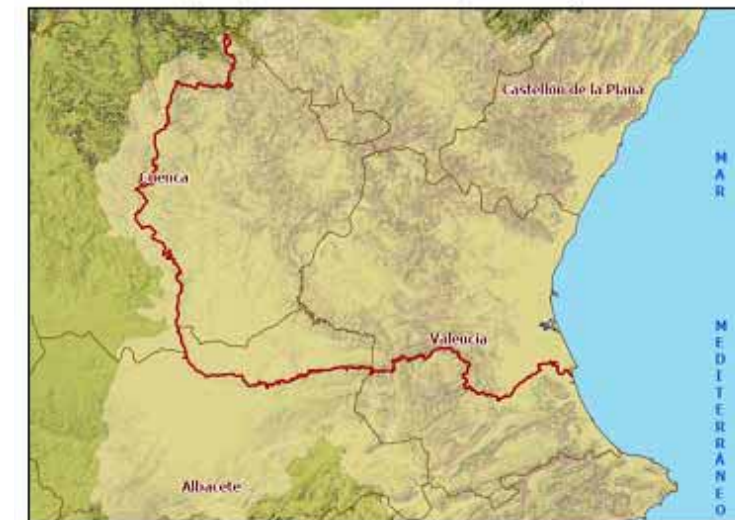 Castellón de la Plana
Cuenca
Valencia
Albacete
MAR
MEDITERRÁNEO